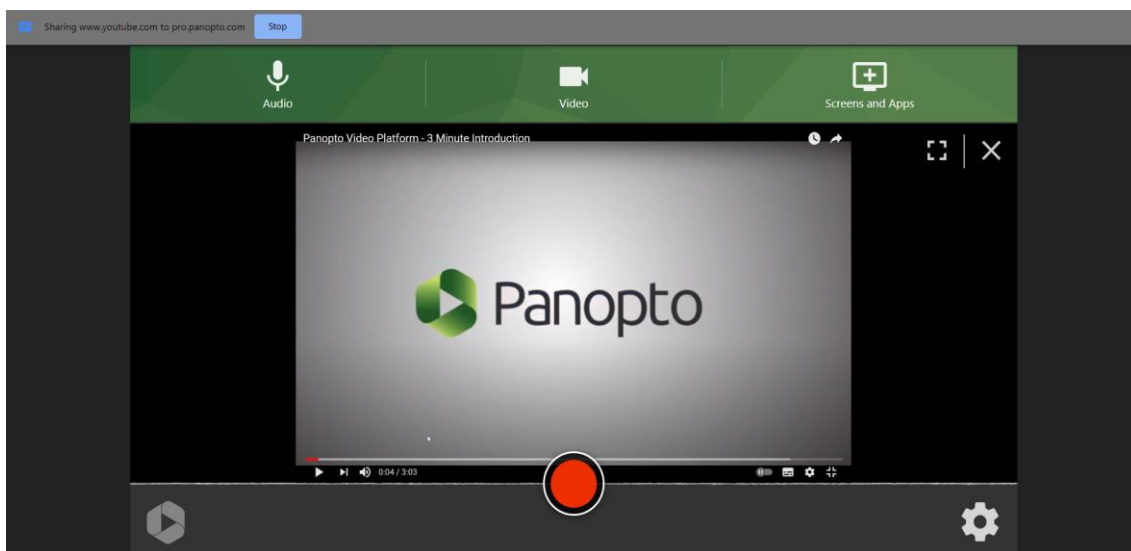 Sharing www.youtube.com to pro.panopto.com Stop
Audio Video Screens and Apps
Panopto Video Platform - 3 Minute Introduction
Panopto
0:04 / 3:03